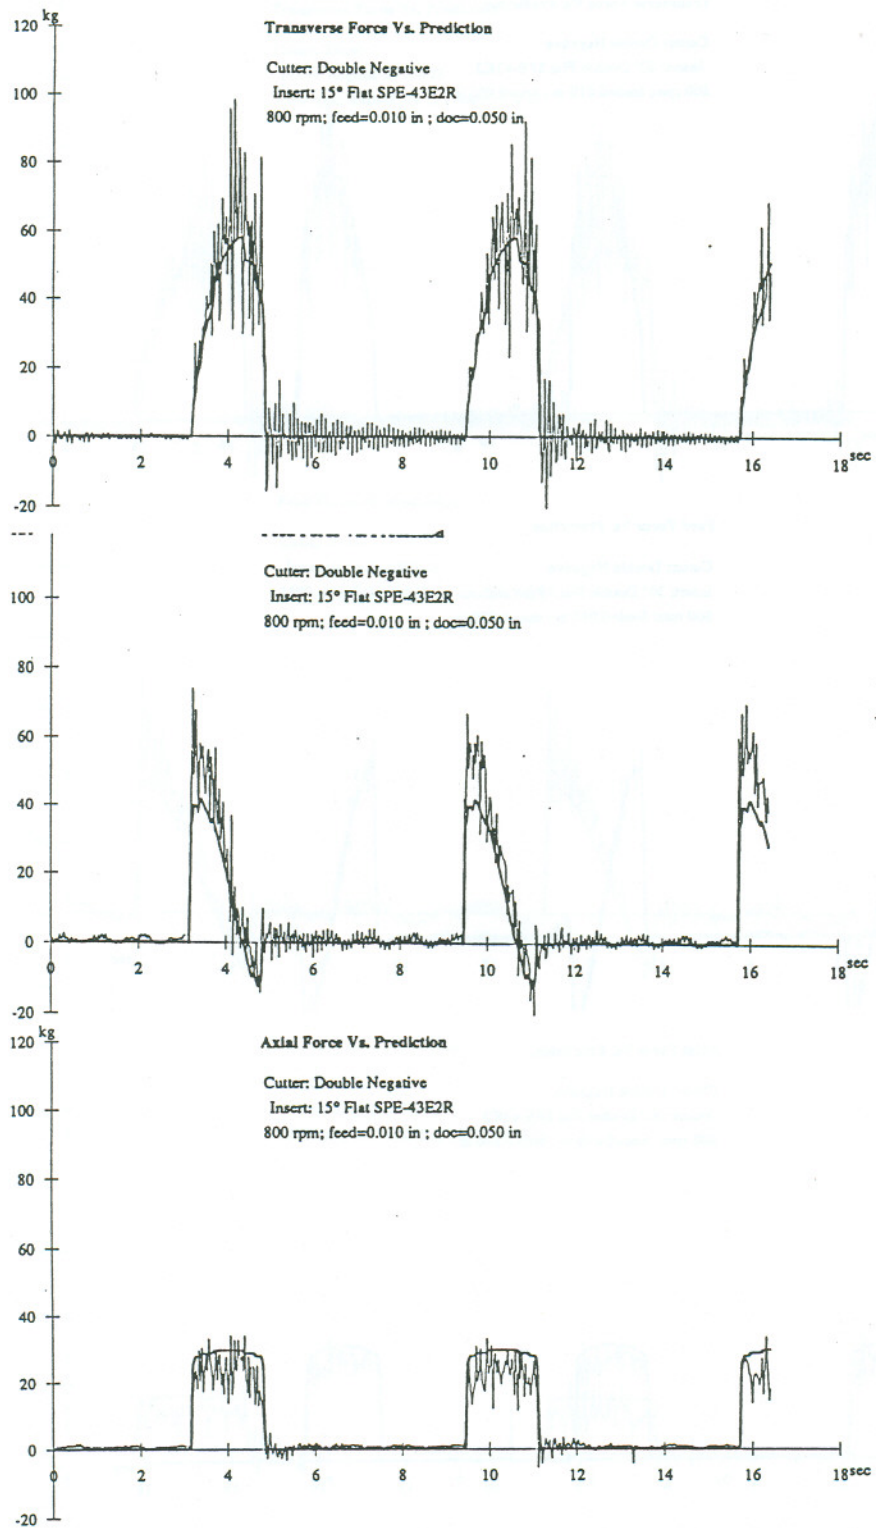 kg
120
Transverse Force Vs. Prediction
Cutter: Double Negative
100
Insert: 15° Flat SPE-43E2R
800 rpm; feed=0.010 in ; doc=0.050 in
80
60
40
20
0
0 2 4 6 8 10 12 14 16 18 sec
-20
Cutter: Double Negative
100
Insert: 15° Flat SPE-43E2R
800 rpm; feed=0.010 in ; doc=0.050 in
80
60
40
20
0
0 2 4 6 8 10 12 14 16 18 sec
-20
kg
120
Axial Force Vs. Prediction
Cutter: Double Negative
100
Insert: 15° Flat SPE-43E2R
800 rpm; feed=0.010 in ; doc=0.050 in
80
60
40
20
0
0 2 4 6 8 10 12 14 16 18 sec
-20